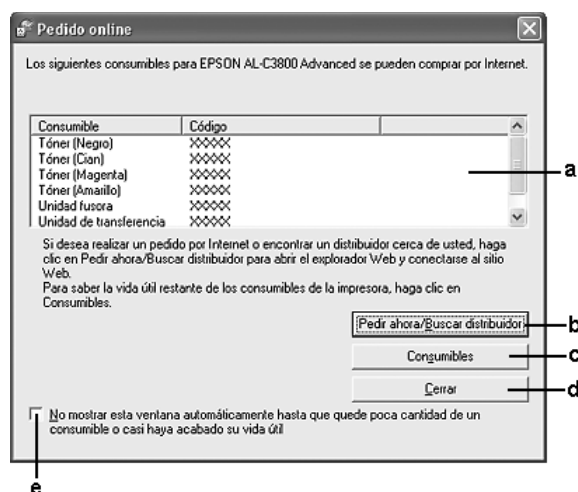 Pedido online
Los siguientes consumibles para EPSON AL-C3800 Advanced se pueden comprar por Internet.
Consumible Código
Tóner (Negro) XXXXX
Tóner (Cian) XXXXX
Tóner (Magenta) XXXXX
Tóner (Amarillo) XXXXX
Unidad fusora XXXXX
Unidad de transferencia XXXXX
a
Si desea realizar un pedido por Internet o encontrar un distribuidor cerca de usted, haga
clic en Pedir ahora/Buscar distribuidor para abrir el explorador Web y conectarse al sitio
Web.
Para saber la vida útil restante de los consumibles de la impresora, haga clic en
Consumibles.
Pedir ahora/Buscar distribuidor b
Consumibles c
Cerrar d
No mostrar esta ventana automáticamente hasta que quede poca cantidad de un
consumible o casi haya acabado su vida útil
e